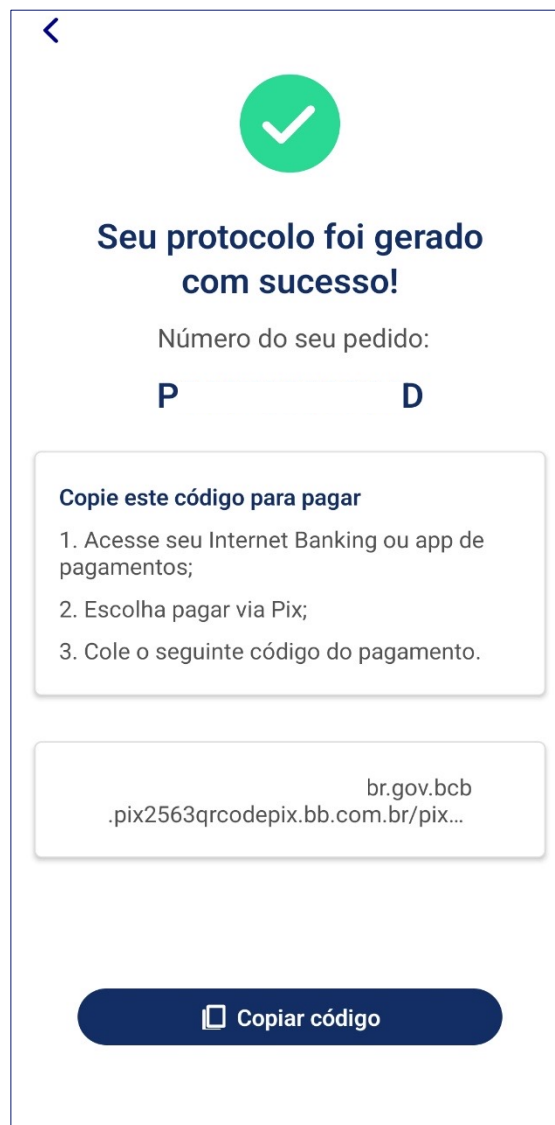 Seu protocolo foi gerado
com sucesso!
Número do seu pedido:
P D
Copie este código para pagar
1. Acesse seu Internet Banking ou app de
pagamentos;
2. Escolha pagar via Pix;
3. Cole o seguinte código do pagamento.
br.gov.bcb
.pix2563qrcodepix.bb.com.br/pix...
Copiar código